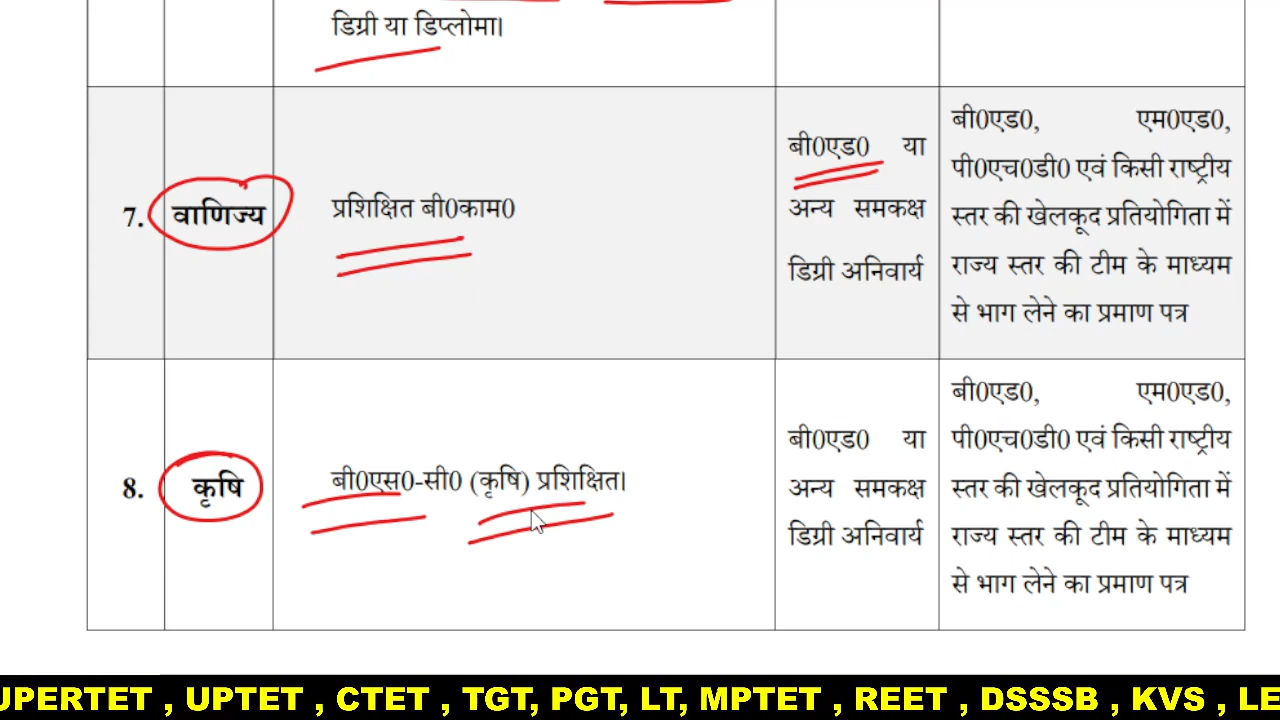 डिग्री या डिप्लोमा।
7.
वाणिज्य
प्रशिक्षित बी0काम0
बी0एड0 या
अन्य समकक्ष
डिग्री अनिवार्य
बी0एड0, एम0एड0,
पी0एच0डी0 एवं किसी राष्ट्रीय
स्तर की खेलकूद प्रतियोगिता में
राज्य स्तर की टीम के माध्यम
से भाग लेने का प्रमाण पत्र
8.
कृषि
बी0एस0-सी0 (कृषि) प्रशिक्षित।
बी0एड0 या
अन्य समकक्ष
डिग्री अनिवार्य
बी0एड0, एम0एड0,
पी0एच0डी0 एवं किसी राष्ट्रीय
स्तर की खेलकूद प्रतियोगिता में
राज्य स्तर की टीम के माध्यम
से भाग लेने का प्रमाण पत्र
UPERTET , UPTET , CTET , TGT, PGT, LT, MPTET , REET , DSSSB , KVS , LE